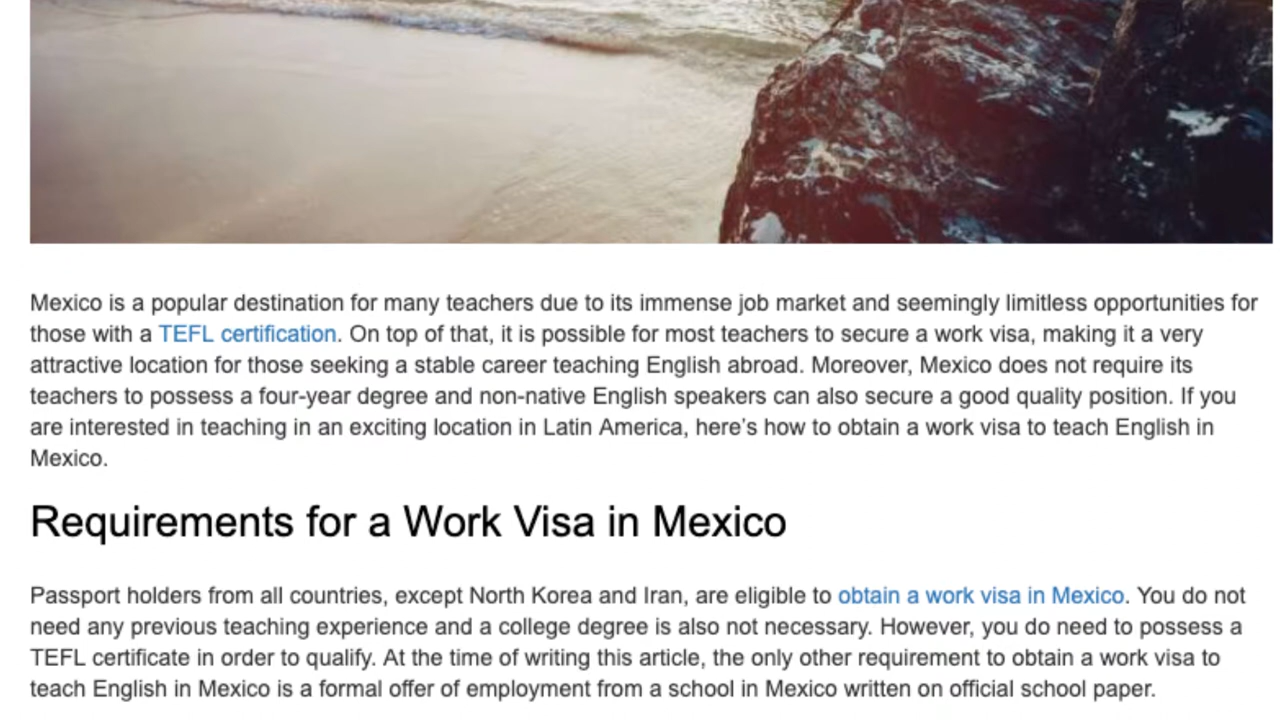 Mexico is a popular destination for many teachers due to its immense job market and seemingly limitless opportunities for
those with a TEFL certification. On top of that, it is possible for most teachers to secure a work visa, making it a very
attractive location for those seeking a stable career teaching English abroad. Moreover, Mexico does not require its
teachers to possess a four-year degree and non-native English speakers can also secure a good quality position. If you
are interested in teaching in an exciting location in Latin America, here’s how to obtain a work visa to teach English in
Mexico.
Requirements for a Work Visa in Mexico
Passport holders from all countries, except North Korea and Iran, are eligible to obtain a work visa in Mexico. You do not
need any previous teaching experience and a college degree is also not necessary. However, you do need to possess a
TEFL certificate in order to qualify. At the time of writing this article, the only other requirement to obtain a work visa to
teach English in Mexico is a formal offer of employment from a school in Mexico written on official school paper.